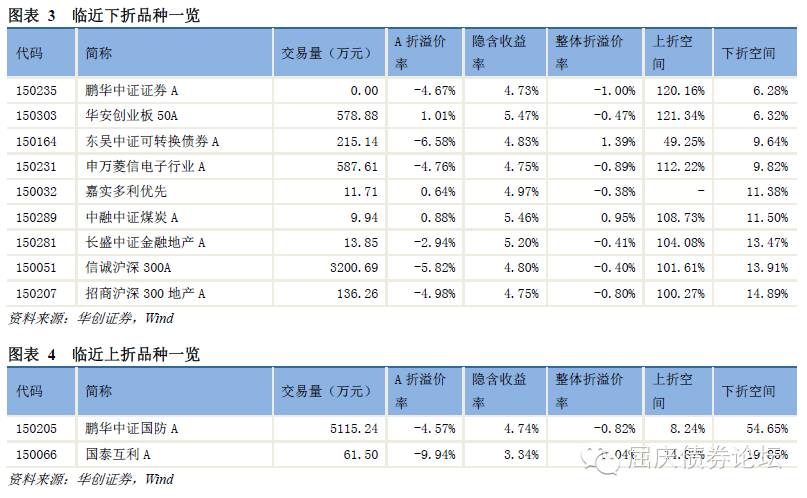 图表 3 临近下折品种一览
代码 简称 交易量（万元） A 折溢价率 隐含收益率 整体折溢价率 上折空间 下折空间
150235 鹏华中证证券 A 0.00 -4.67% 4.73% -1.00% 120.16% 6.28%
150303 华安创业板 50A 578.88 1.01% 5.47% -0.47% 121.34% 6.32%
150164 东吴中证可转换债券 A 215.14 -6.58% 4.83% 1.39% 49.25% 9.64%
150231 申万菱信电子行业 A 587.61 -4.76% 4.75% -0.89% 112.22% 9.82%
150032 嘉实多利优先 11.71 0.64% 4.97% -0.38% - 11.38%
150289 中融中证煤炭 A 9.94 0.88% 5.46% 0.95% 108.73% 11.50%
150281 长盛中证金融地产 A 13.85 -2.94% 5.20% -0.41% 104.08% 13.47%
150051 信诚沪深 300A 3200.69 -5.82% 4.80% -0.40% 101.61% 13.91%
150207 招商沪深 300 地产 A 136.26 -4.98% 4.75% -0.80% 100.27% 14.89%
资料来源：华创证券，Wind
图表 4 临近上折品种一览
代码 简称 交易量（万元） A 折溢价率 隐含收益率 整体折溢价率 上折空间 下折空间
150205 鹏华中证国防 A 5115.24 -4.57% 4.74% -0.82% 8.24% 54.65%
150066 国泰互利 A 61.50 -9.94% 3.34%
资料来源：华创证券，Wind
屈庆债券论坛